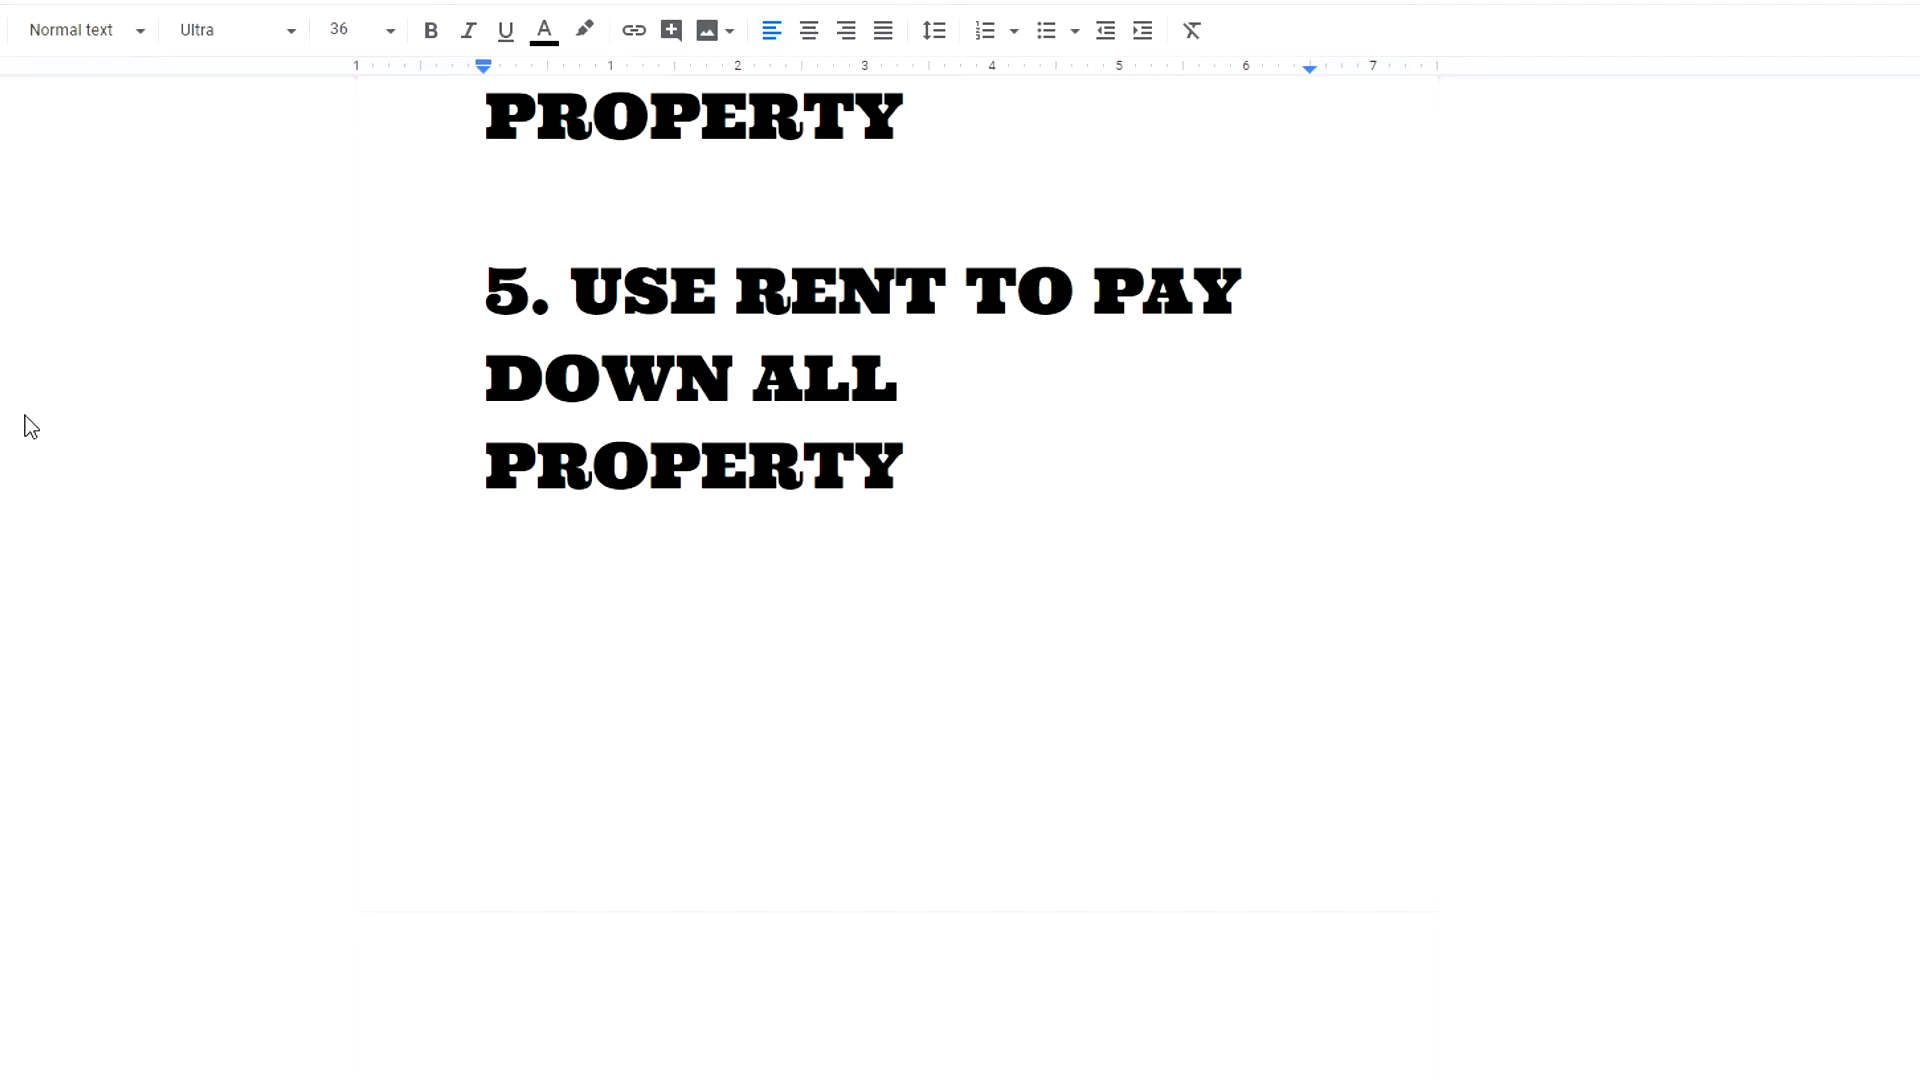 Normal text Ultra 36 B I U A
1 1 2 3 4 5 6 7
PROPERTY
5. USE RENT TO PAY
DOWN ALL
PROPERTY